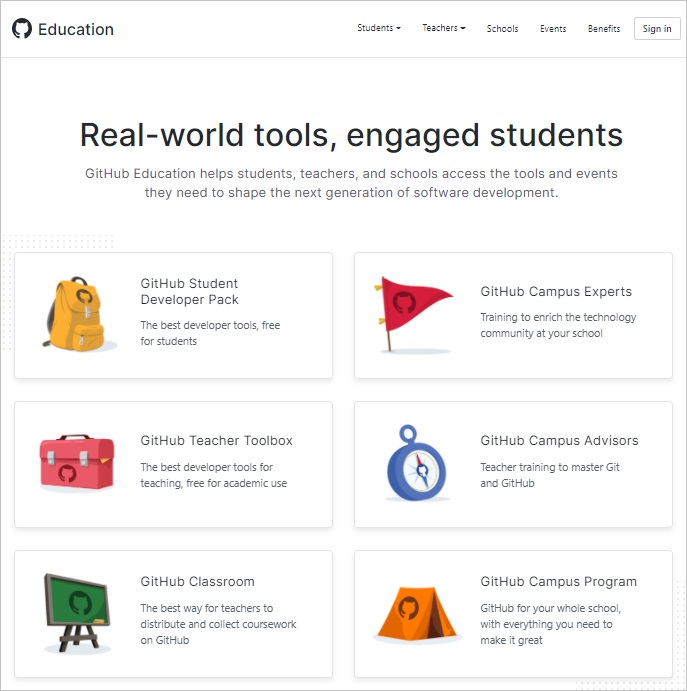 Education
Students
Teachers
Schools
Events
Benefits
Sign in
Real-world tools, engaged students
GitHub Education helps students, teachers, and schools access the tools and events
they need to shape the next generation of software development.
GitHub Student
Developer Pack
The best developer tools, free
for students
GitHub Campus Experts
Training to enrich the technology
community at your school
GitHub Teacher Toolbox
The best developer tools for
teaching, free for academic use
GitHub Campus Advisors
Teacher training to master Git
and GitHub
GitHub Classroom
The best way for teachers to
distribute and collect coursework
on GitHub
GitHub Campus Program
GitHub for your whole school,
with everything you need to
make it great